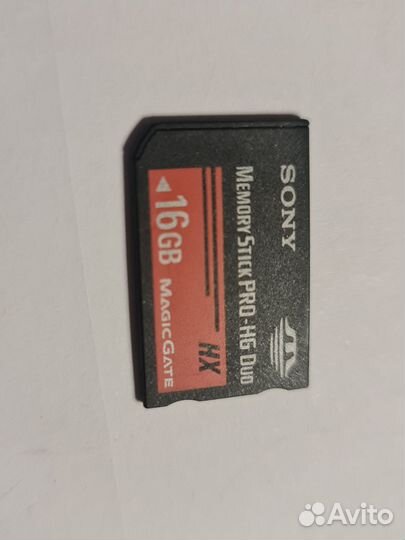 SONY
MEMORY STICK PRO-HG DUO
HX
16GB MAGICGATE
Avito